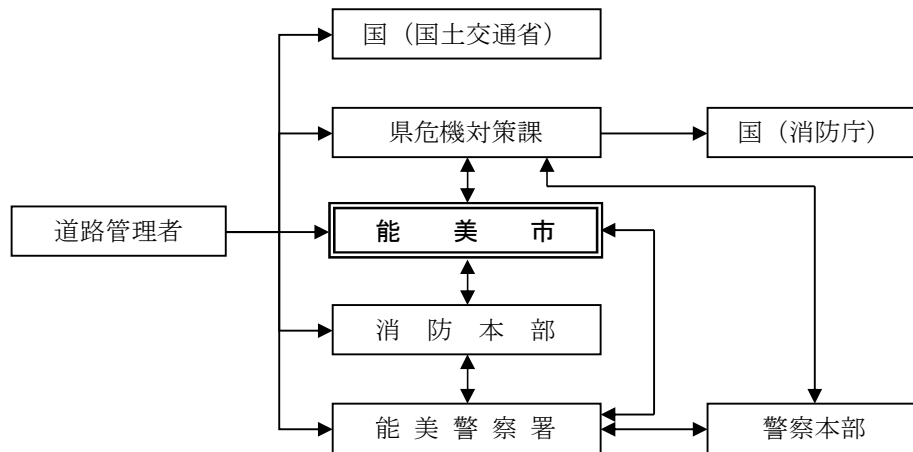 国（国土交通省）
県危機対策課
国（消防庁）
道路管理者
能　美　市
消　防　本　部
能 美 警 察 署
警察本部